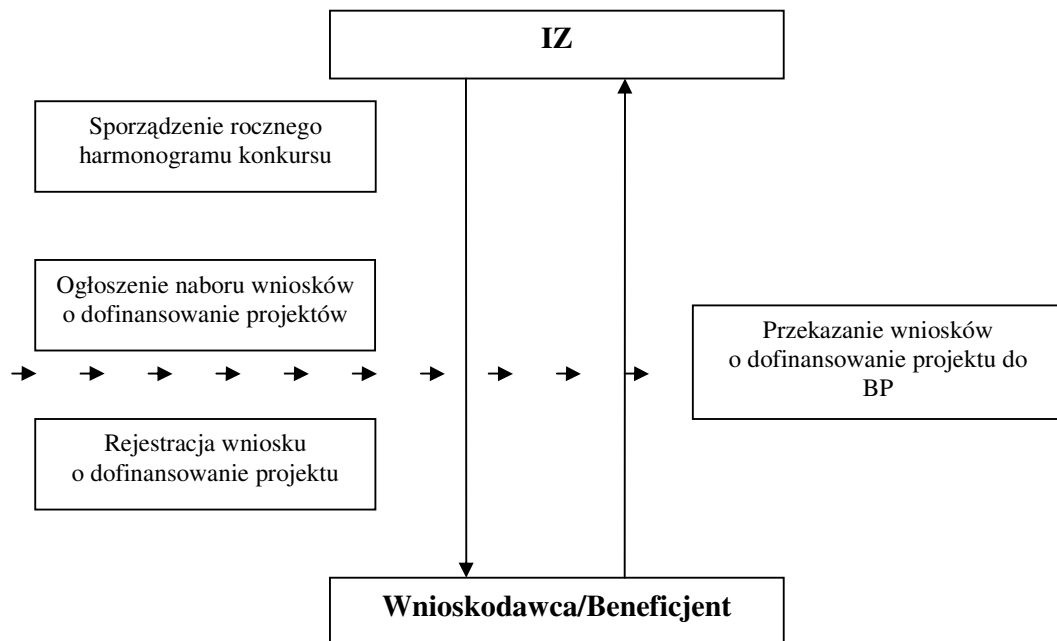 IZ
Sporządzenie rocznego
harmonogramu konkursu
Ogłoszenie naboru wniosków
o dofinansowanie projektów
Przekazanie wniosków
o dofinansowanie projektu do
BP
Rejestracja wniosku
o dofinansowanie projektu
Wnioskodawca/Beneficjent